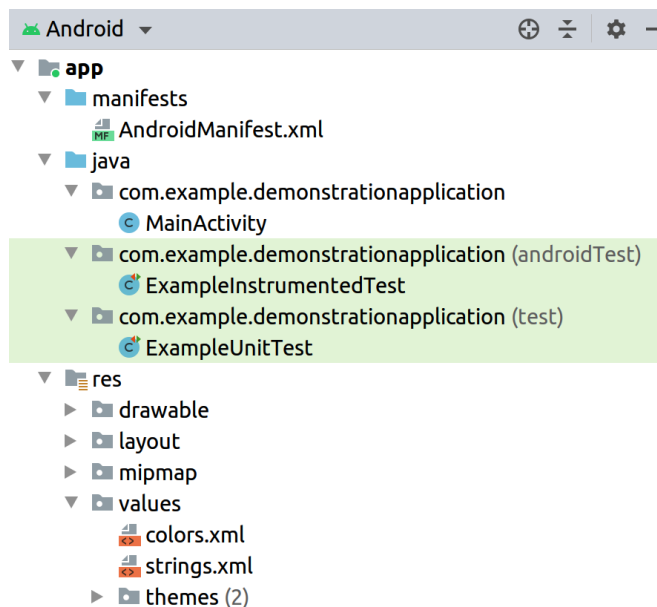 Android
app
manifests
MF AndroidManifest.xml
java
com.example.demonstrationapplication
C MainActivity
com.example.demonstrationapplication (androidTest)
C ExampleInstrumentedTest
com.example.demonstrationapplication (test)
C ExampleUnitTest
res
drawable
layout
mipmap
values
<> colors.xml
<> strings.xml
themes (2)